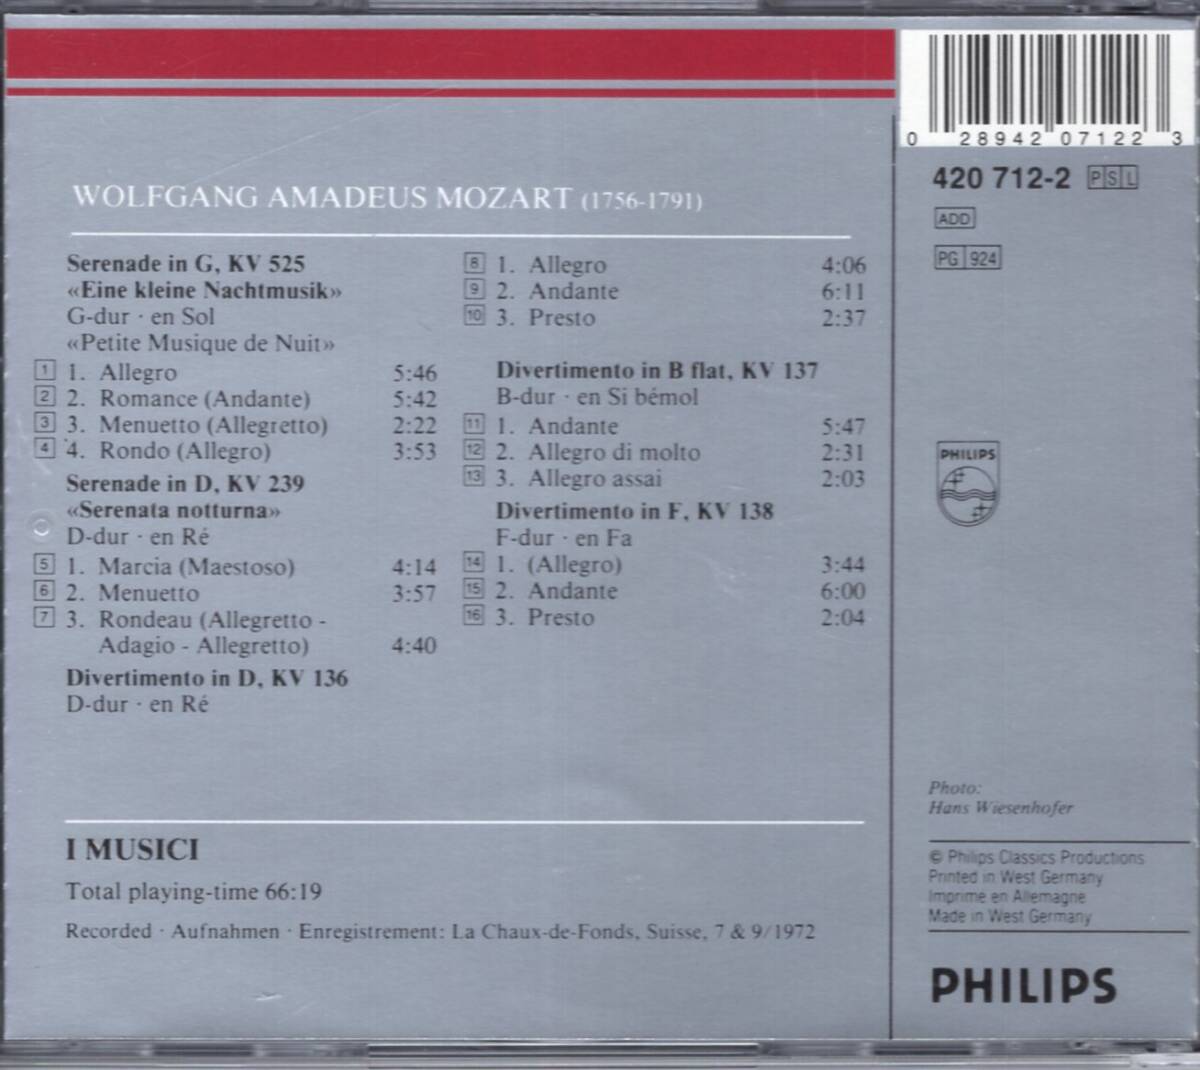 WOLFGANG AMADEUS MOZART (1756-1791)
Serenade in G, KV 525
«Eine kleine Nachtmusik»
G-dur · en Sol
«Petite Musique de Nuit»
1 1. Allegro 5:46
2 2. Romance (Andante) 5:42
3 3. Menuetto (Allegretto) 2:22
4 4. Rondo (Allegro) 3:53
Serenade in D, KV 239
«Serenata notturna»
D-dur · en Ré
5 1. Marcia (Maestoso) 4:14
6 2. Menuetto 3:57
7 3. Rondeau (Allegretto -
Adagio - Allegretto) 4:40
Divertimento in D, KV 136
D-dur · en Ré
8 1. Allegro 4:06
9 2. Andante 6:11
10 3. Presto 2:37
Divertimento in B flat, KV 137
B-dur · en Si bémol
11 1. Andante 5:47
12 2. Allegro di molto 2:31
13 3. Allegro assai 2:03
Divertimento in F, KV 138
F-dur · en Fa
14 1. (Allegro) 3:44
15 2. Andante 6:00
16 3. Presto 2:04
I MUSICI
Total playing-time 66:19
Recorded · Aufnahmen · Enregistrement: La Chaux-de-Fonds, Suisse, 7 & 9/1972
0 28942 07122 3
420 712-2 PSL
ADD
PG 924
PHILIPS
Photo:
Hans Wiesenhofer
© Philips Classics Productions
Printed in West Germany
Imprimé en Allemagne
Made in West Germany
PHILIPS